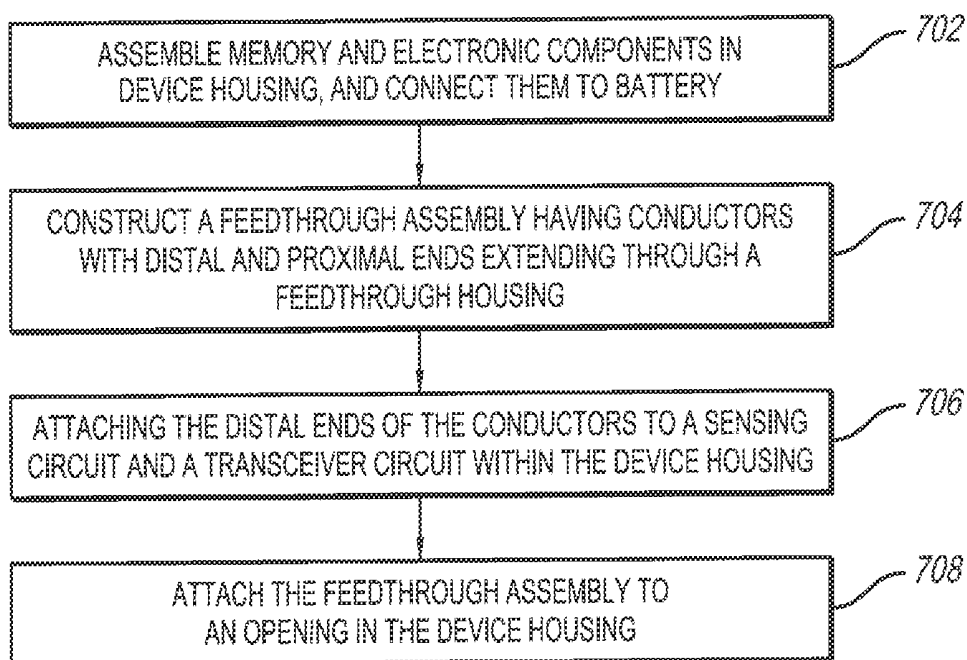 ASSEMBLE MEMORY AND ELECTRONIC COMPONENTS IN
DEVICE HOUSING, AND CONNECT THEM TO BATTERY
702
CONSTRUCT A FEEDTHROUGH ASSEMBLY HAVING CONDUCTORS
WITH DISTAL AND PROXIMAL ENDS EXTENDING THROUGH A
FEEDTHROUGH HOUSING
704
ATTACHING THE DISTAL ENDS OF THE CONDUCTORS TO A SENSING
CIRCUIT AND A TRANSCEIVER CIRCUIT WITHIN THE DEVICE HOUSING
706
ATTACH THE FEEDTHROUGH ASSEMBLY TO
AN OPENING IN THE DEVICE HOUSING
708